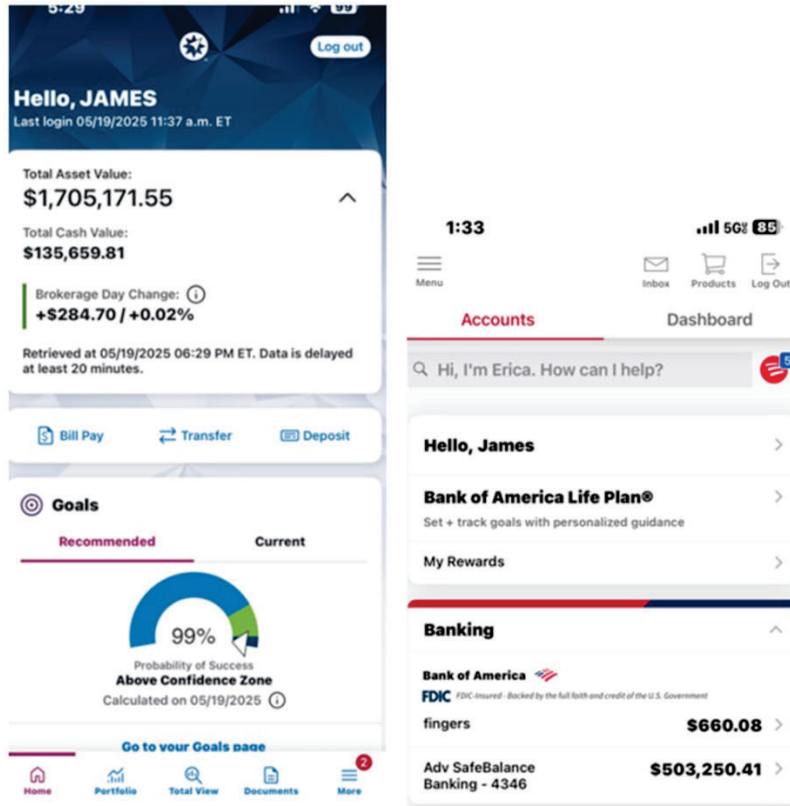 5:29
99
Log out
Hello, JAMES
Last login 05/19/2025 11:37 a.m. ET
Total Asset Value:
$1,705,171.55
Total Cash Value:
$135,659.81
Brokerage Day Change:
+$284.70 / +0.02%
Retrieved at 05/19/2025 06:29 PM ET. Data is delayed
at least 20 minutes.
Bill Pay Transfer Deposit
Goals
Recommended Current
99%
Probability of Success
Above Confidence Zone
Calculated on 05/19/2025
Go to your Goals page
2
Home Portfolio Total View Documents More
1:33
5G 85
Menu Inbox Products Log Out
Accounts Dashboard
Hi, I'm Erica. How can I help?
5
Hello, James
Bank of America Life Plan®
Set + track goals with personalized guidance
My Rewards
Banking
Bank of America
FDIC FDIC-Insured - Backed by the full faith and credit of the U.S. Government
fingers $660.08
Adv SafeBalance
Banking - 4346 $503,250.41